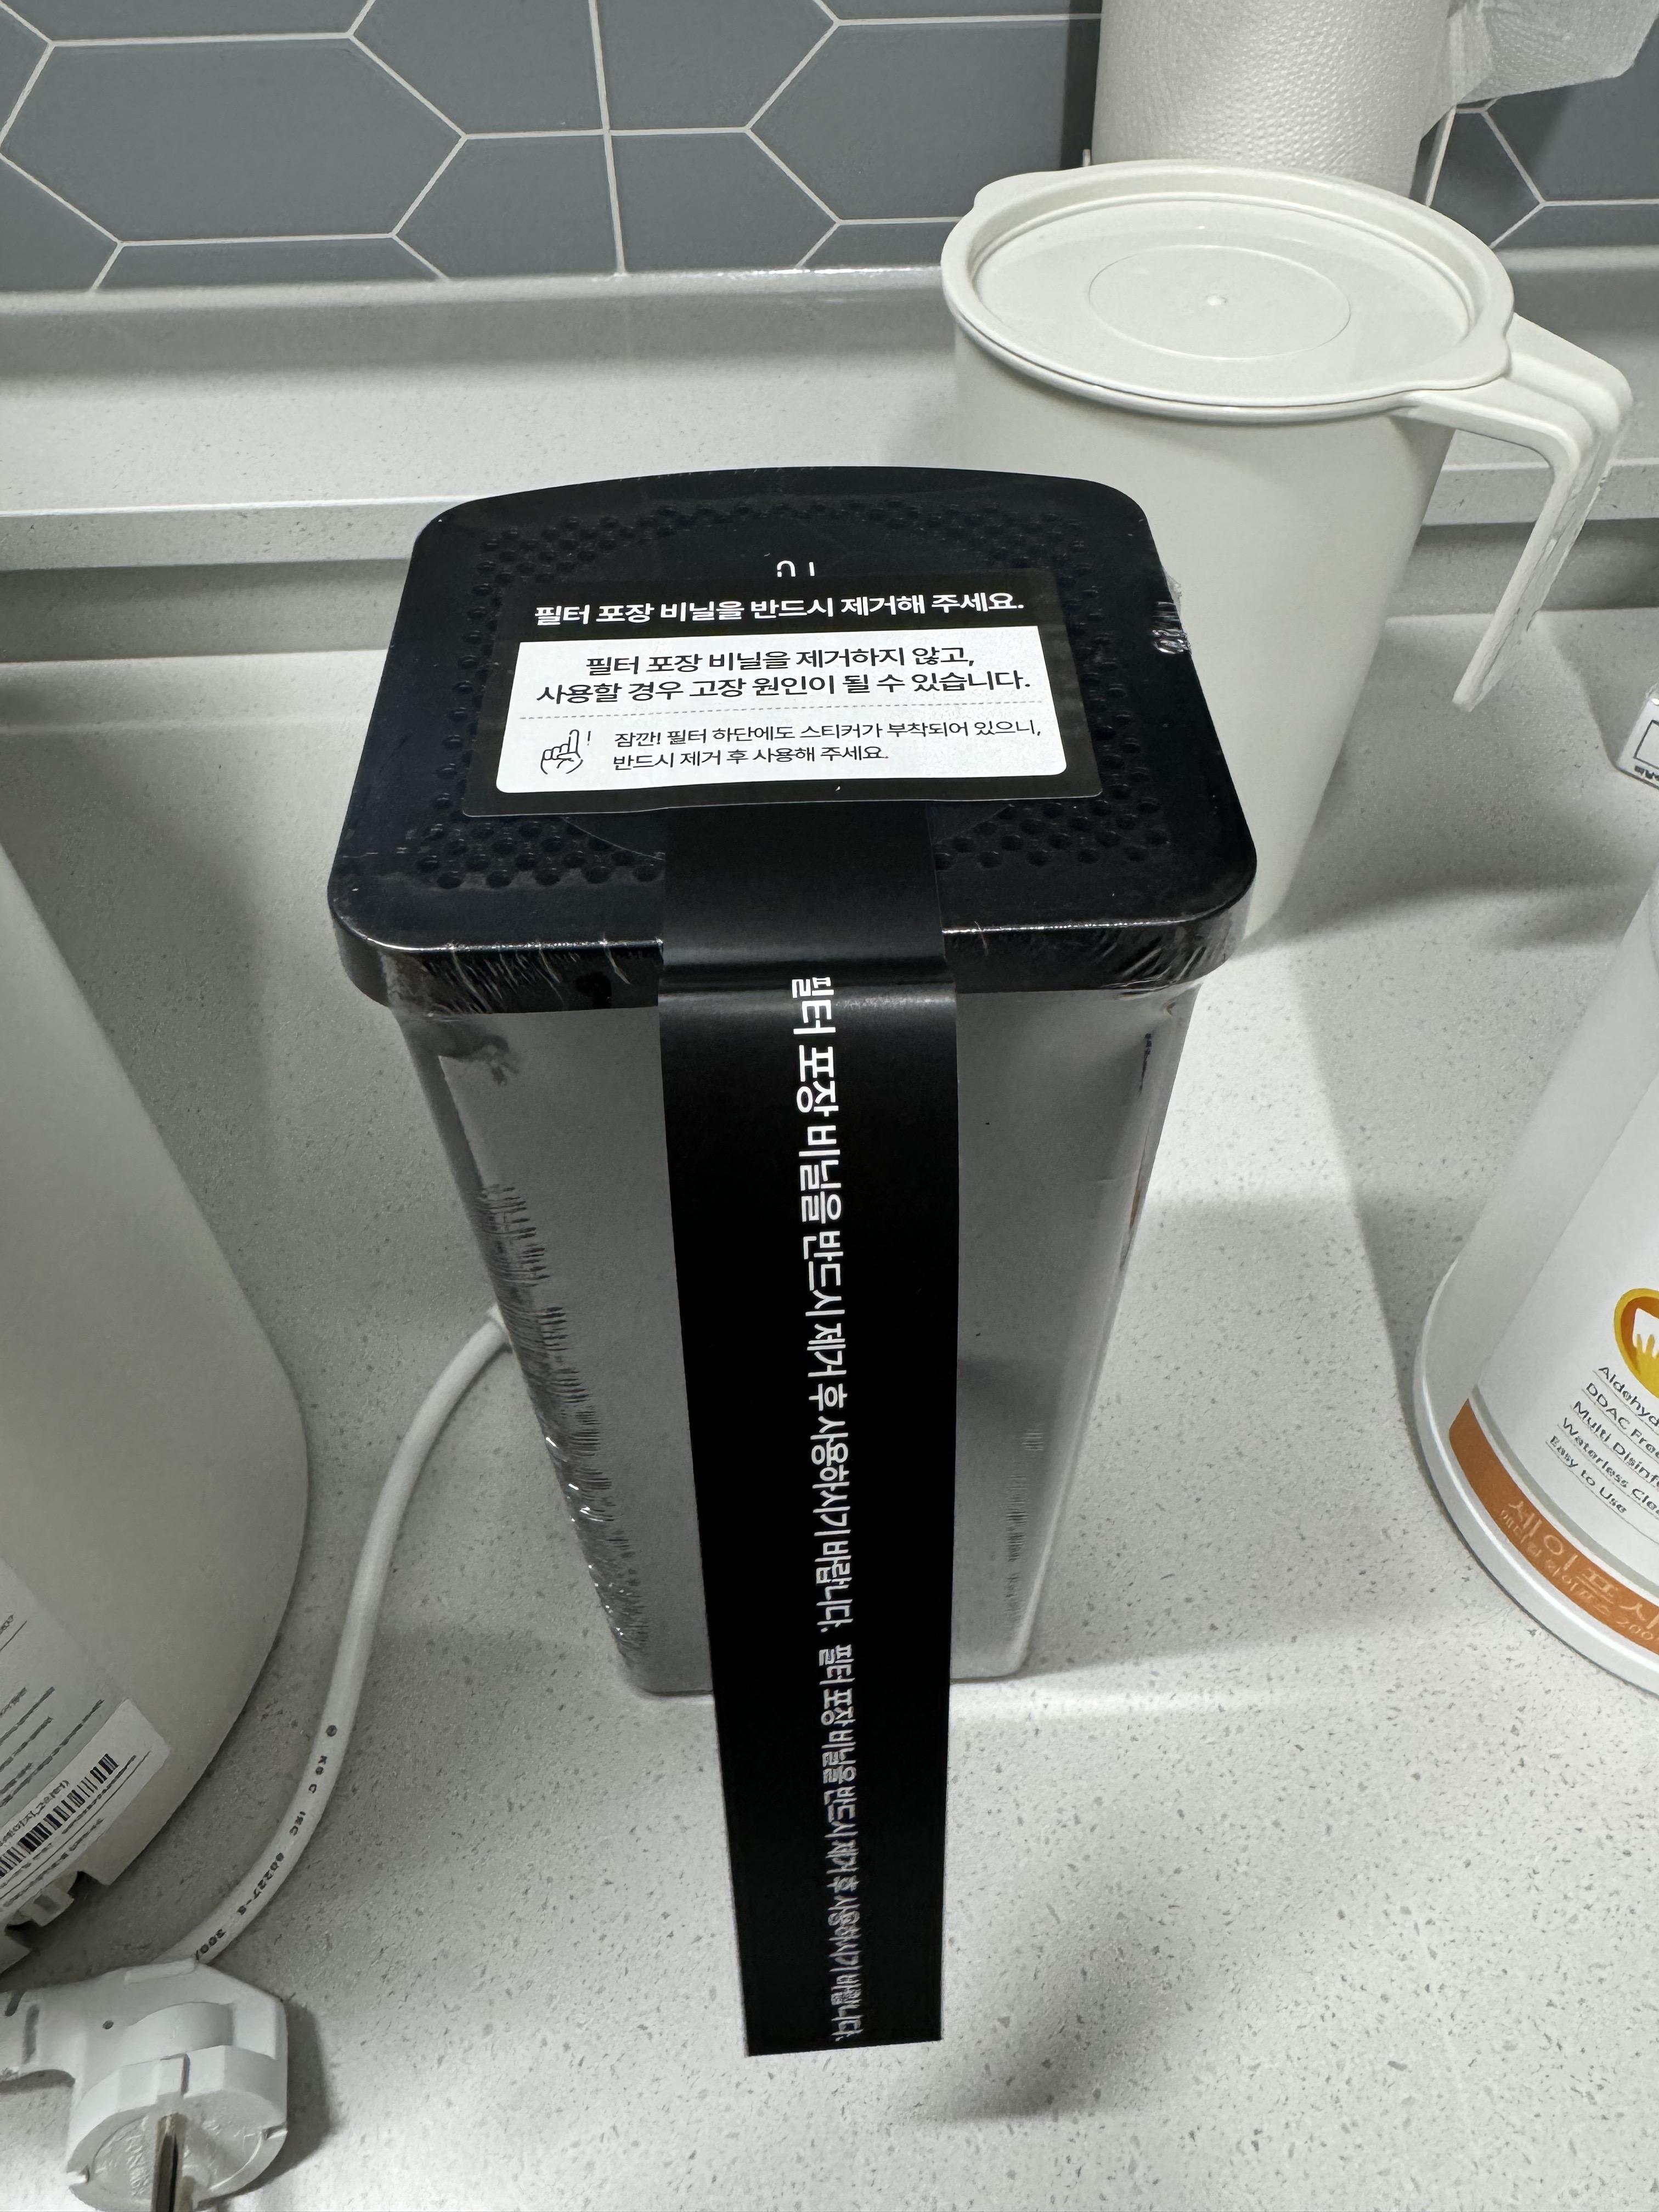 필터 포장 비닐을 반드시 제거해 주세요.
필터 포장 비닐을 제거하지 않고,
사용할 경우 고장 원인이 될 수 있습니다.
잠깐! 필터 하단에도 스티커가 부착되어 있으니,
반드시 제거 후 사용해 주세요.
필터 포장 비닐을 반드시 제거 후 사용하시기 바랍니다.
필터 포장 비닐을 반드시 제거 후 사용하시기 바랍니다.
DDAC Free
Easy to Use